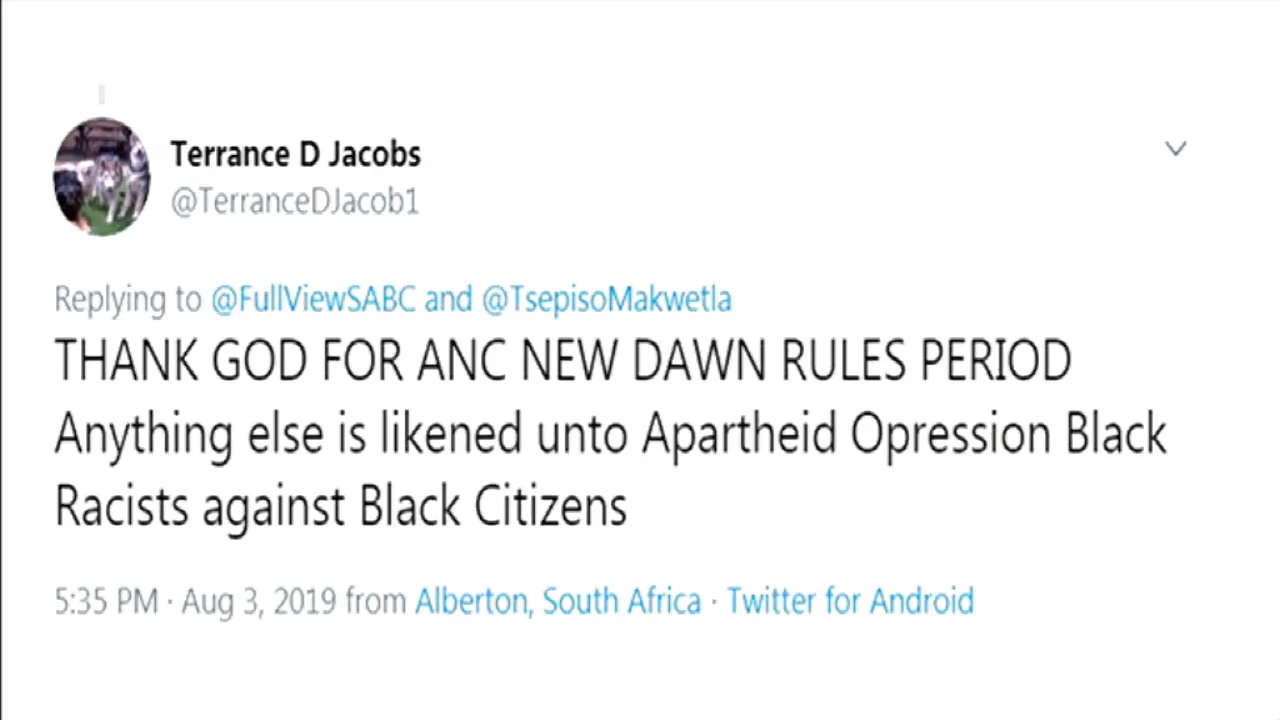 Terrance D Jacobs
@TerranceDJacob1
Replying to @FullViewSABC and @TsepisoMakwetla
THANK GOD FOR ANC NEW DAWN RULES PERIOD
Anything else is likened unto Apartheid Opression Black
Racists against Black Citizens
5:35 PM · Aug 3, 2019 from Alberton, South Africa · Twitter for Android